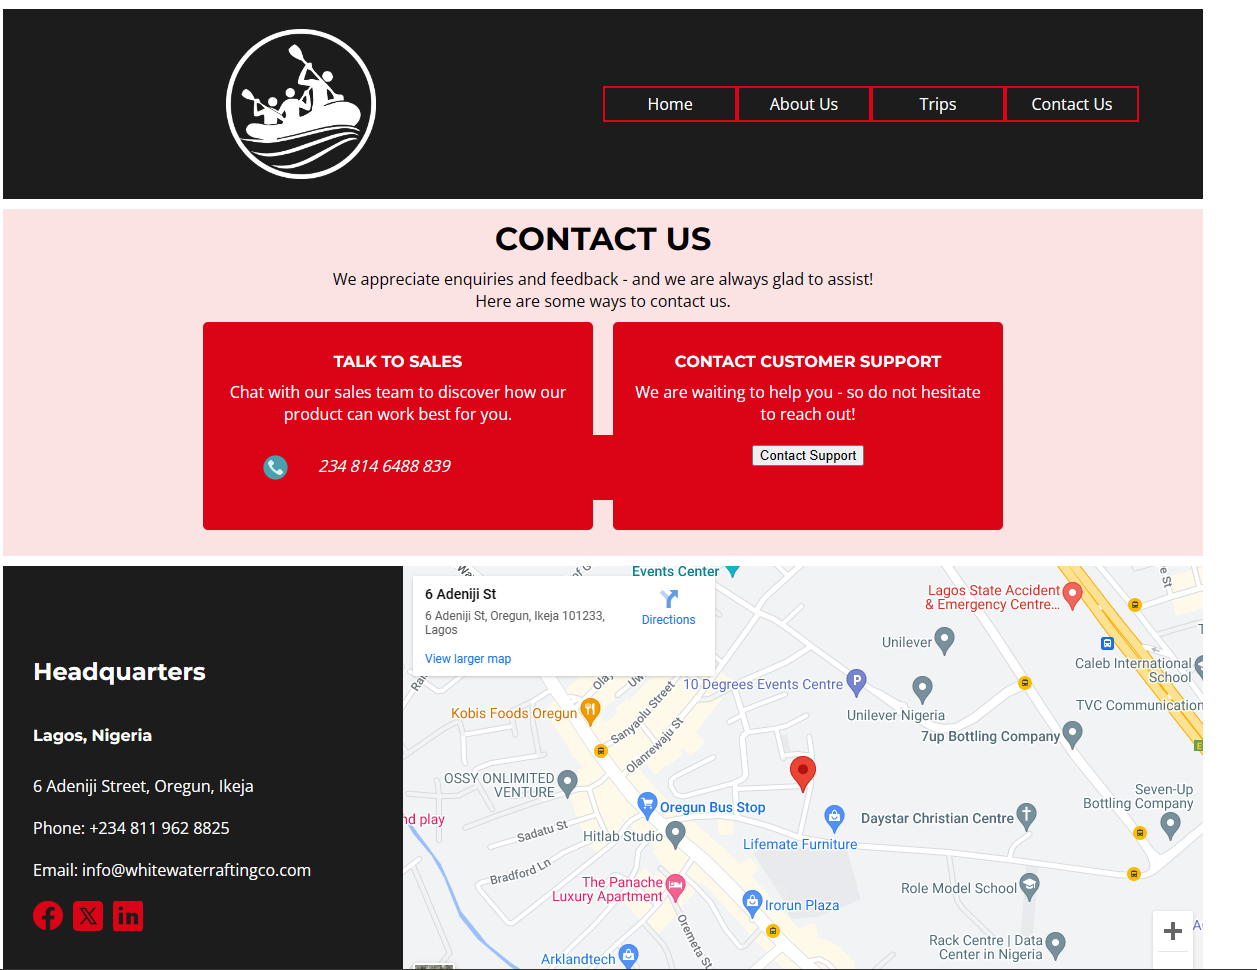 Home
About Us
Trips
Contact Us
CONTACT US
We appreciate enquiries and feedback - and we are always glad to assist!
Here are some ways to contact us.
TALK TO SALES
Chat with our sales team to discover how our
product can work best for you.
234 814 6488 839
CONTACT CUSTOMER SUPPORT
We are waiting to help you - so do not hesitate
to reach out!
Contact Support
Headquarters
Lagos, Nigeria
6 Adeniji Street, Oregun, Ikeja
Phone: +234 811 962 8825
Email: info@whitewaterraftingco.com
6 Adeniji St
6 Adeniji St, Oregun, Ikeja 101233,
Lagos
Directions
View larger map
Events Center
Lagos State Accident
& Emergency Centre...
Unilever
Caleb International
School
10 Degrees Events Centre
Unilever Nigeria
TVC Communication
Kobis Foods Oregun
Sanyaolu Street
Olanrewaju St
7up Bottling Company
OSSY ONLIMITED
VENTURE
Seven-Up
Bottling Company
Oregun Bus Stop
nd play
Sadatu St
Hitlab Studio
Daystar Christian Centre
Lifemate Furniture
Bradford Ln
The Panache
Luxury Apartment
Role Model School
Irorun Plaza
Oremeta St
Rack Centre | Data
Center in Nigeria
Arklandtech